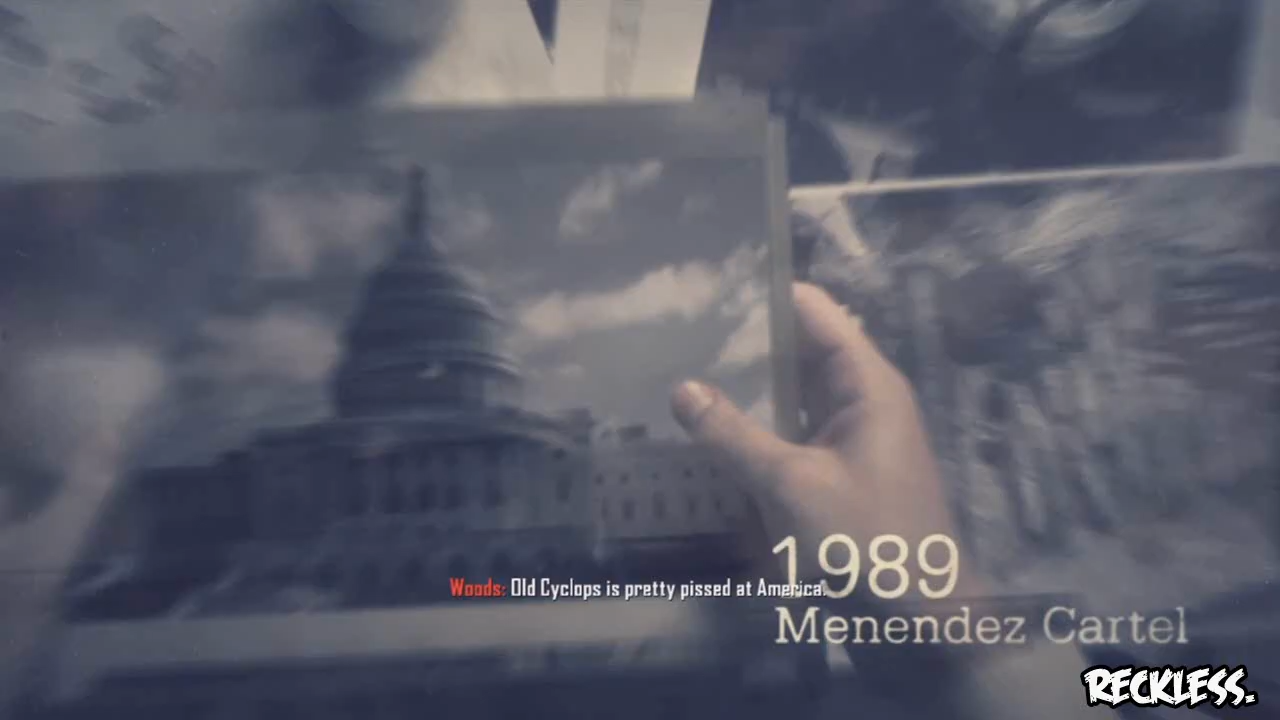 1989
Woods: Old Cyclops is pretty pissed at America.
Menendez Cartel
RECKLESS.